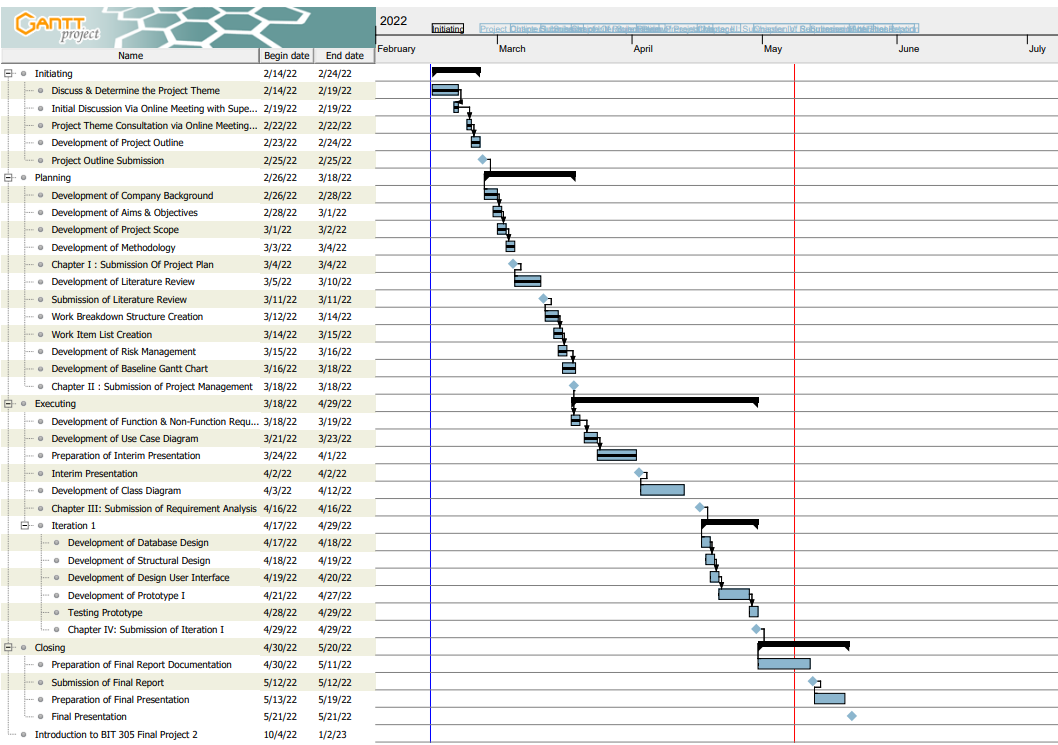 GANTT
project
2022
Initiating
February March April May June July
Name Begin date End date
Initiating 2/14/22 2/24/22
Discuss & Determine the Project Theme 2/14/22 2/19/22
Initial Discussion Via Online Meeting with Supe... 2/19/22 2/19/22
Project Theme Consultation via Online Meeting... 2/22/22 2/22/22
Development of Project Outline 2/23/22 2/24/22
Project Outline Submission 2/25/22 2/25/22
Planning 2/26/22 3/18/22
Development of Company Background 2/26/22 2/28/22
Development of Aims & Objectives 2/28/22 3/1/22
Development of Project Scope 3/1/22 3/2/22
Development of Methodology 3/3/22 3/4/22
Chapter I : Submission Of Project Plan 3/4/22 3/4/22
Development of Literature Review 3/5/22 3/10/22
Submission of Literature Review 3/11/22 3/11/22
Work Breakdown Structure Creation 3/12/22 3/14/22
Work Item List Creation 3/14/22 3/15/22
Development of Risk Management 3/15/22 3/16/22
Development of Baseline Gantt Chart 3/16/22 3/18/22
Chapter II : Submission of Project Management 3/18/22 3/18/22
Executing 3/18/22 4/29/22
Development of Function & Non-Function Requ... 3/18/22 3/19/22
Development of Use Case Diagram 3/21/22 3/23/22
Preparation of Interim Presentation 3/24/22 4/1/22
Interim Presentation 4/2/22 4/2/22
Development of Class Diagram 4/3/22 4/12/22
Chapter III: Submission of Requirement Analysis 4/16/22 4/16/22
Iteration 1 4/17/22 4/29/22
Development of Database Design 4/17/22 4/18/22
Development of Structural Design 4/18/22 4/19/22
Development of Design User Interface 4/19/22 4/20/22
Development of Prototype I 4/21/22 4/27/22
Testing Prototype 4/28/22 4/29/22
Chapter IV: Submission of Iteration I 4/29/22 4/29/22
Closing 4/30/22 5/20/22
Preparation of Final Report Documentation 4/30/22 5/11/22
Submission of Final Report 5/12/22 5/12/22
Preparation of Final Presentation 5/13/22 5/19/22
Final Presentation 5/21/22 5/21/22
Introduction to BIT 305 Final Project 2 10/4/22 1/2/23